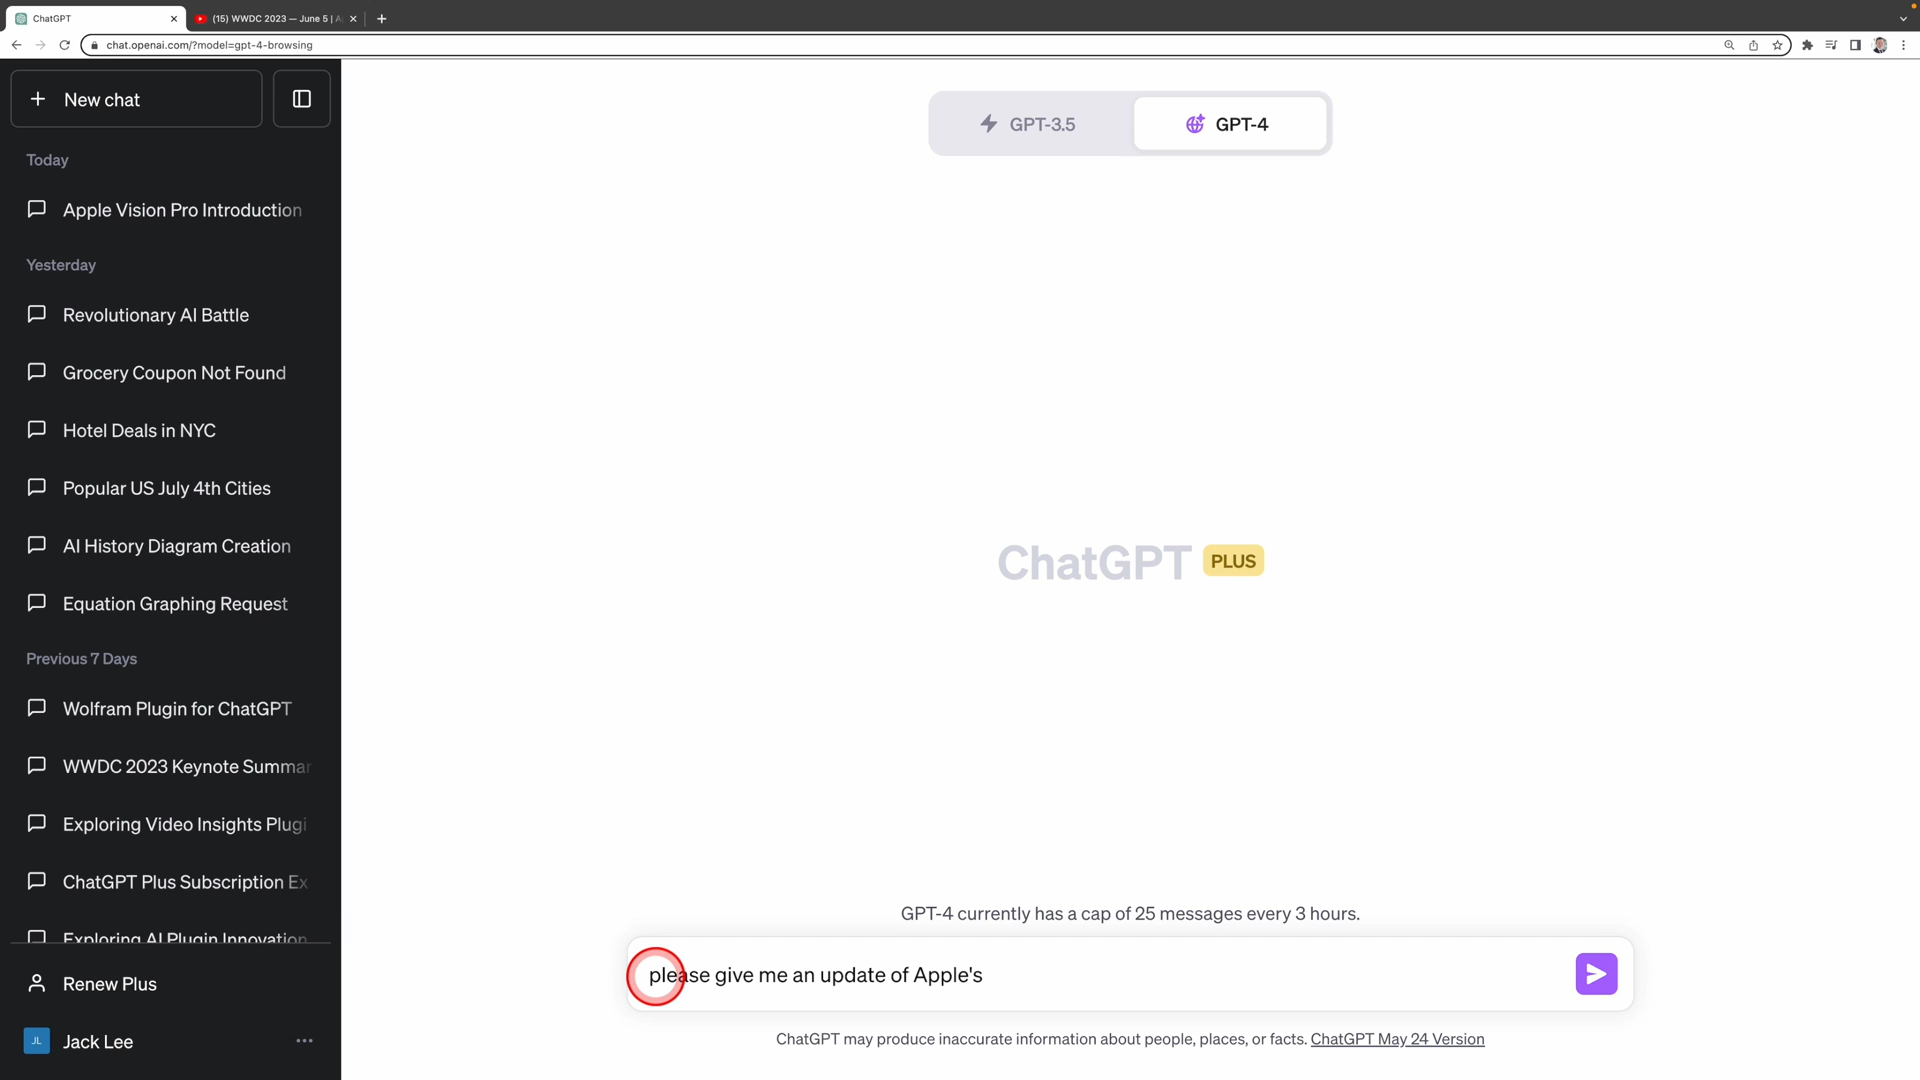 ChatGPT
(15) WWDC 2023 — June 5 | A
chat.openai.com/?model=gpt-4-browsing
New chat
Today
Apple Vision Pro Introduction
Yesterday
Revolutionary AI Battle
Grocery Coupon Not Found
Hotel Deals in NYC
Popular US July 4th Cities
AI History Diagram Creation
Equation Graphing Request
Previous 7 Days
Wolfram Plugin for ChatGPT
WWDC 2023 Keynote Summar
Exploring Video Insights Plugi
ChatGPT Plus Subscription Ex
Exploring AI Plugin Innovation
Renew Plus
JL
Jack Lee
GPT-3.5
GPT-4
ChatGPT PLUS
GPT-4 currently has a cap of 25 messages every 3 hours.
please give me an update of Apple's
ChatGPT may produce inaccurate information about people, places, or facts. ChatGPT May 24 Version